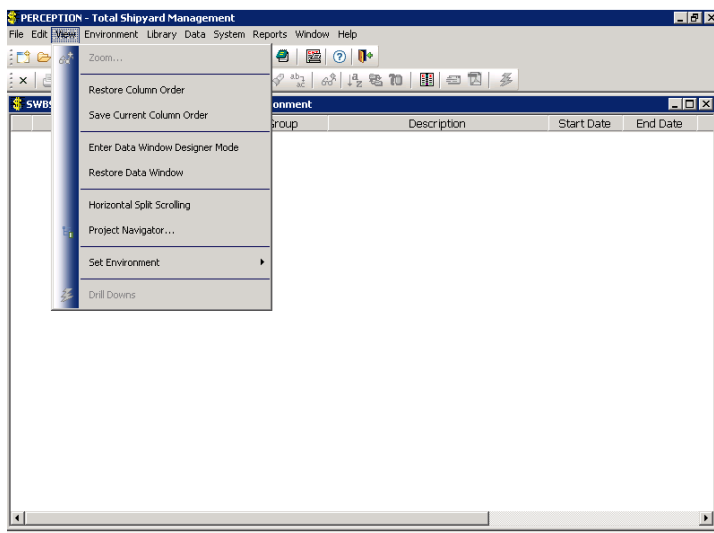 PERCEPTION - Total Shipyard Management
File Edit View Environment Library Data System Reports Window Help
Zoom...
Restore Column Order
Save Current Column Order
onment
Group Description Start Date End Date
Enter Data Window Designer Mode
Restore Data Window
Horizontal Split Scrolling
Project Navigator...
Set Environment
Drill Downs